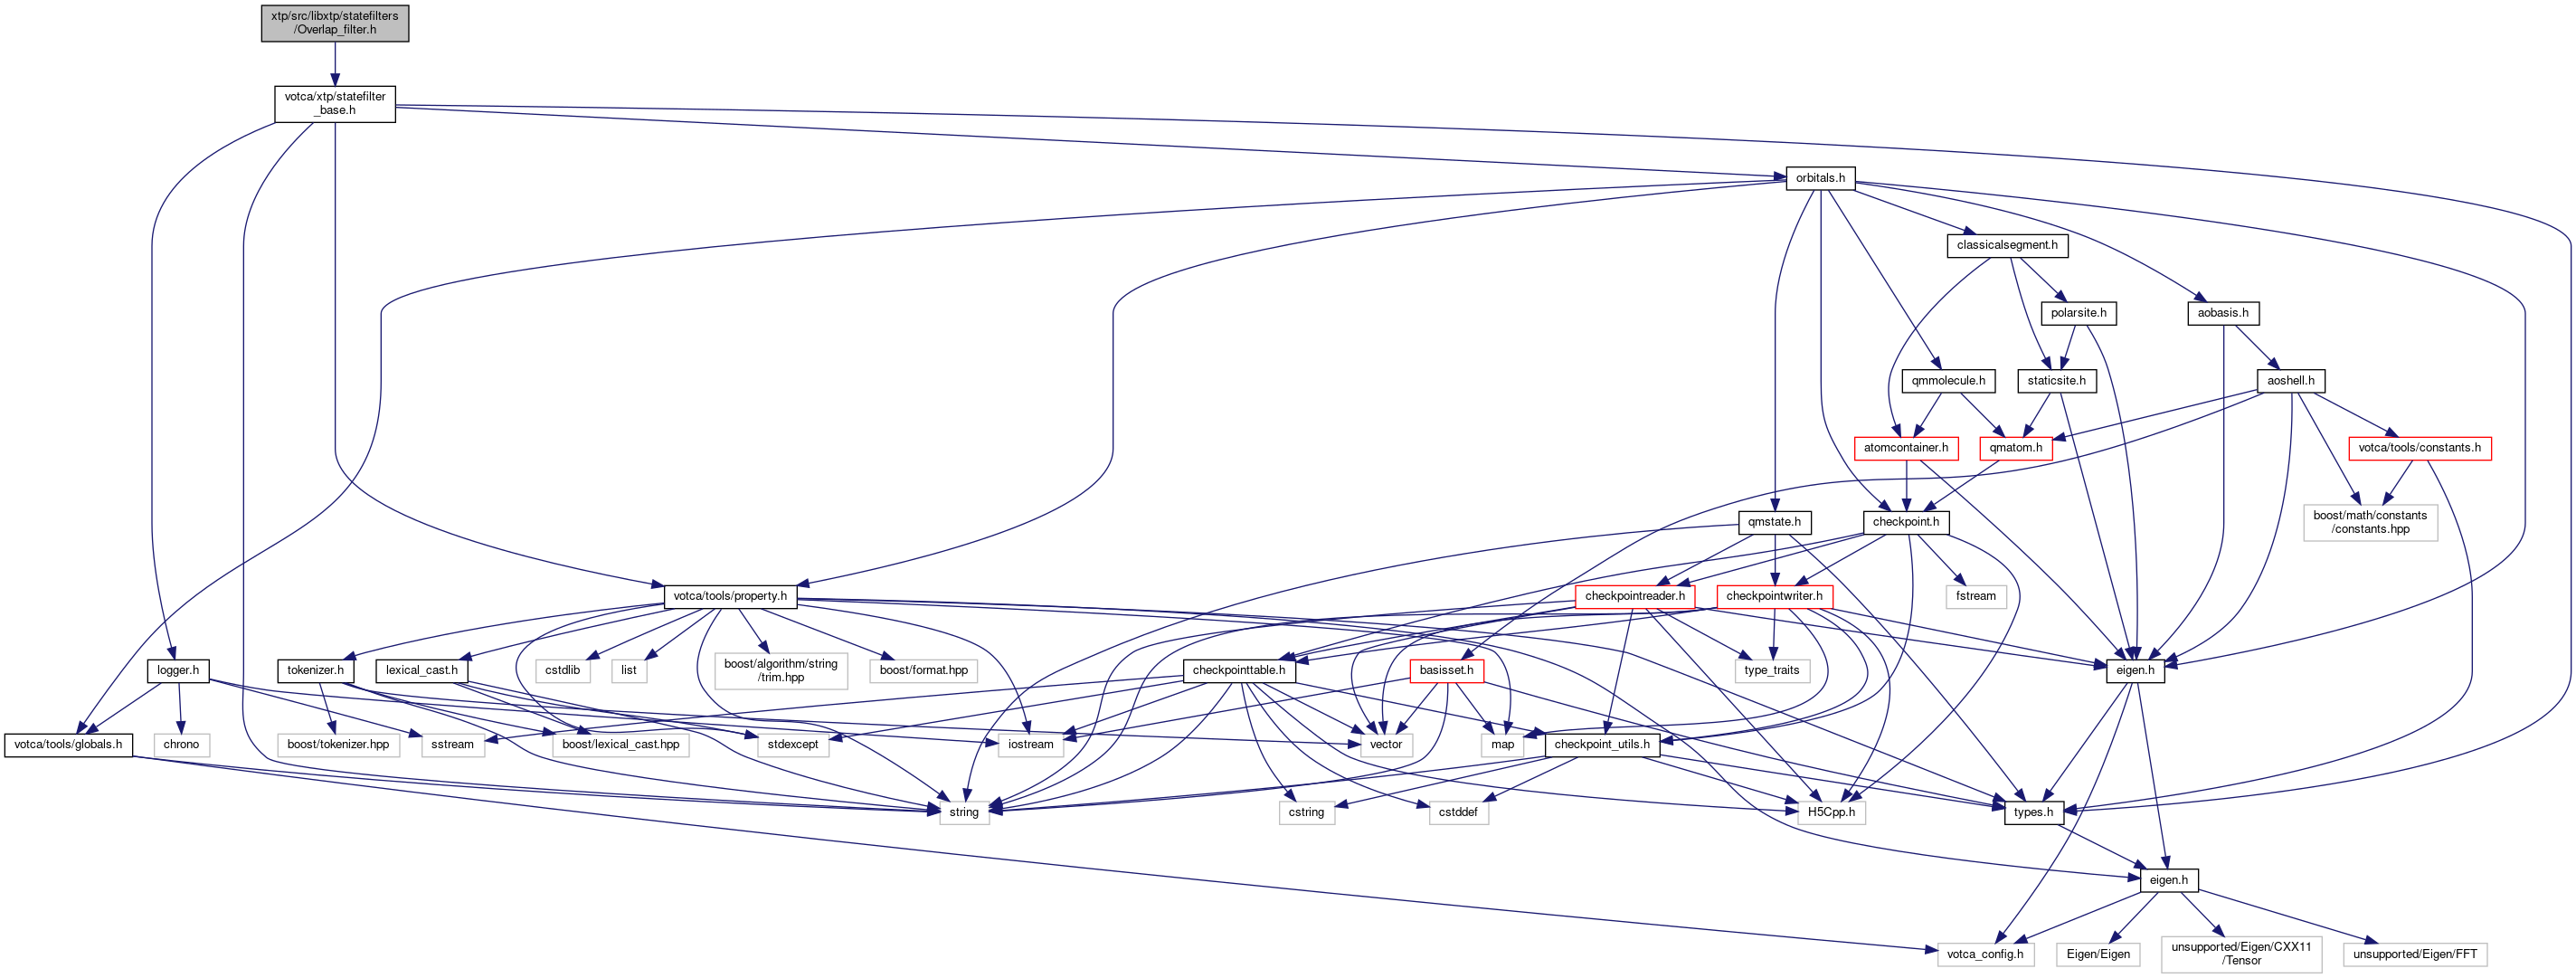 xtp/src/libxtp/statefilters
/Overlap_filter.h
votca/xtp/statefilter
_base.h
orbitals.h
classicalsegment.h
polarsite.h
aobasis.h
qmmolecule.h
staticsite.h
aoshell.h
atomcontainer.h
qmatom.h
votca/tools/constants.h
qmstate.h
checkpoint.h
boost/math/constants
/constants.hpp
votca/tools/property.h
checkpointreader.h
checkpointwriter.h
fstream
logger.h
tokenizer.h
lexical_cast.h
cstdlib
list
boost/algorithm/string
/trim.hpp
boost/format.hpp
checkpointtable.h
basisset.h
type_traits
eigen.h
votca/tools/globals.h
chrono
boost/tokenizer.hpp
sstream
boost/lexical_cast.hpp
stdexcept
iostream
vector
map
checkpoint_utils.h
string
cstring
cstddef
H5Cpp.h
types.h
eigen.h
votca_config.h
Eigen/Eigen
unsupported/Eigen/CXX11
/Tensor
unsupported/Eigen/FFT